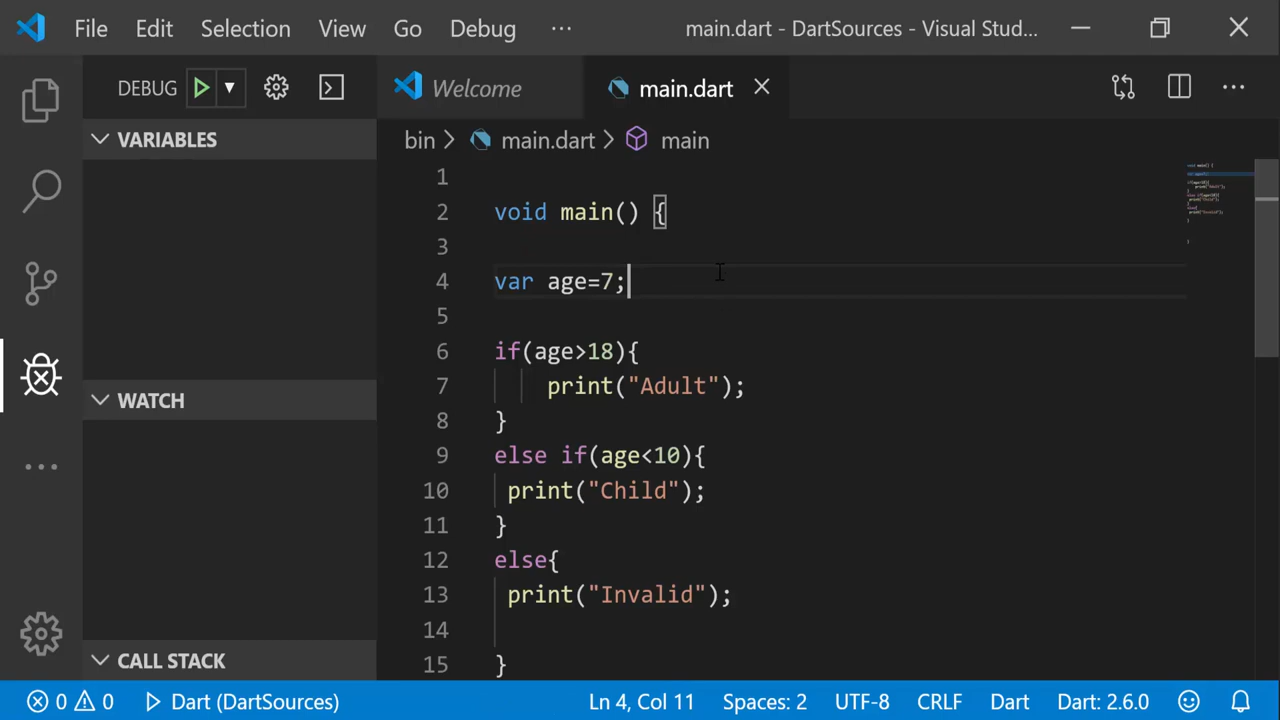 File Edit Selection View Go Debug ··· main.dart - DartSources - Visual Stud...
DEBUG
Welcome
main.dart
VARIABLES
WATCH
CALL STACK
bin > main.dart > main
1
2 void main() {
3
4 var age=7;
5
6 if(age>18){
7 print("Adult");
8 }
9 else if(age<10){
10 print("Child");
11 }
12 else{
13 print("Invalid");
14
15 }
0 0 Dart (DartSources) Ln 4, Col 11 Spaces: 2 UTF-8 CRLF Dart Dart: 2.6.0